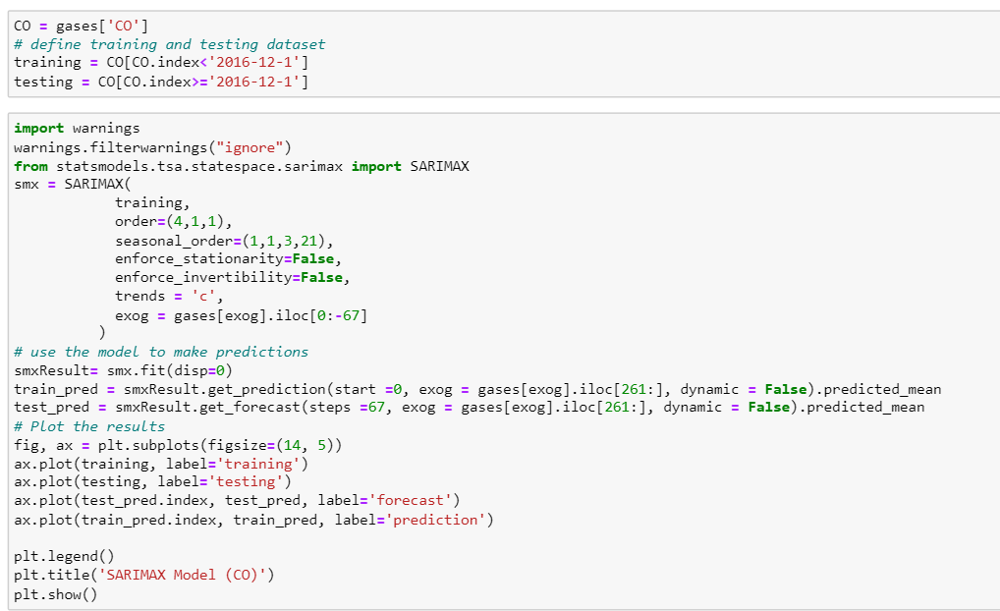 CO = gases['CO']
# define training and testing dataset
training = CO[CO.index<'2016-12-1']
testing = CO[CO.index>='2016-12-1']
import warnings
warnings.filterwarnings("ignore")
from statsmodels.tsa.statespace.sarimax import SARIMAX
smx = SARIMAX(
            training,
            order=(4,1,1),
            seasonal_order=(1,1,3,21),
            enforce_stationarity=False,
            enforce_invertibility=False,
            trends = 'c',
            exog = gases[exog].iloc[0:-67]
          )
# use the model to make predictions
smxResult= smx.fit(disp=0)
train_pred = smxResult.get_prediction(start =0, exog = gases[exog].iloc[261:], dynamic = False).predicted_mean
test_pred = smxResult.get_forecast(steps =67, exog = gases[exog].iloc[261:], dynamic = False).predicted_mean
# Plot the results
fig, ax = plt.subplots(figsize=(14, 5))
ax.plot(training, label='training')
ax.plot(testing, label='testing')
ax.plot(test_pred.index, test_pred, label='forecast')
ax.plot(train_pred.index, train_pred, label='prediction')
plt.legend()
plt.title('SARIMAX Model (CO)')
plt.show()